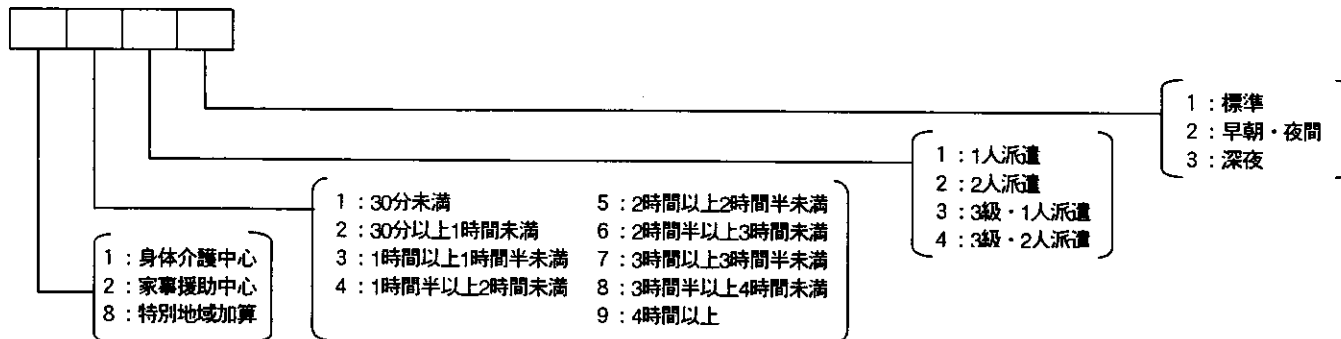 1：標準
2：早朝・夜間
3：深夜
1：1人派遣
2：2人派遣
3：3級・1人派遣
4：3級・2人派遣
1：30分未満
2：30分以上1時間未満
3：1時間以上1時間半未満
4：1時間半以上2時間未満
5：2時間以上2時間半未満
6：2時間半以上3時間未満
7：3時間以上3時間半未満
8：3時間半以上4時間未満
9：4時間以上
1：身体介護中心
2：家事援助中心
8：特別地域加算